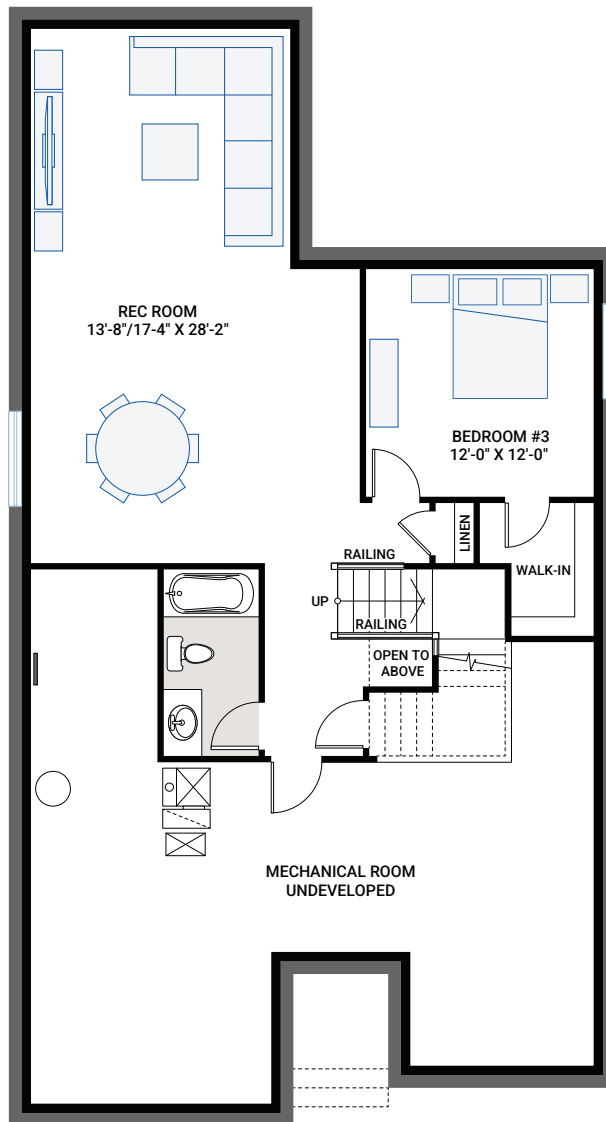 REC ROOM
13'-8"/17-4" X 28'-2"
BEDROOM #3
12'-0" X 12'-0"
LINEN
RAILING
WALK-IN
UP
RAILING
OPEN TO
ABOVE
MECHANICAL ROOM
UNDEVELOPED